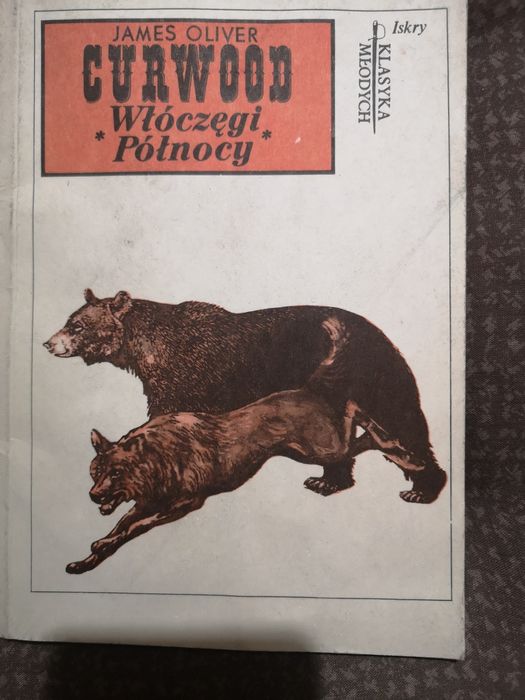 JAMES OLIVER
CURWOOD
* Włóczęgi *
Północy
Iskry
KLASYKA
MŁODYCH